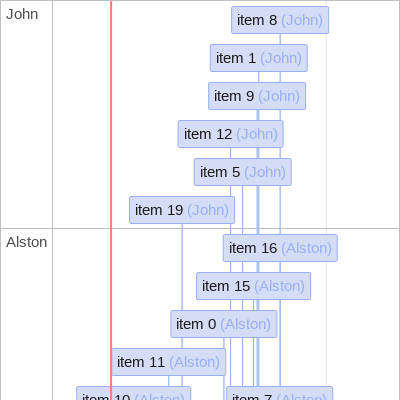 John
item 8 (John)
item 1 (John)
item 9 (John)
item 12 (John)
item 5 (John)
item 19 (John)
Alston
item 16 (Alston)
item 15 (Alston)
item 0 (Alston)
item 11 (Alston)
item 10 (Alston)
item 7 (Alston)